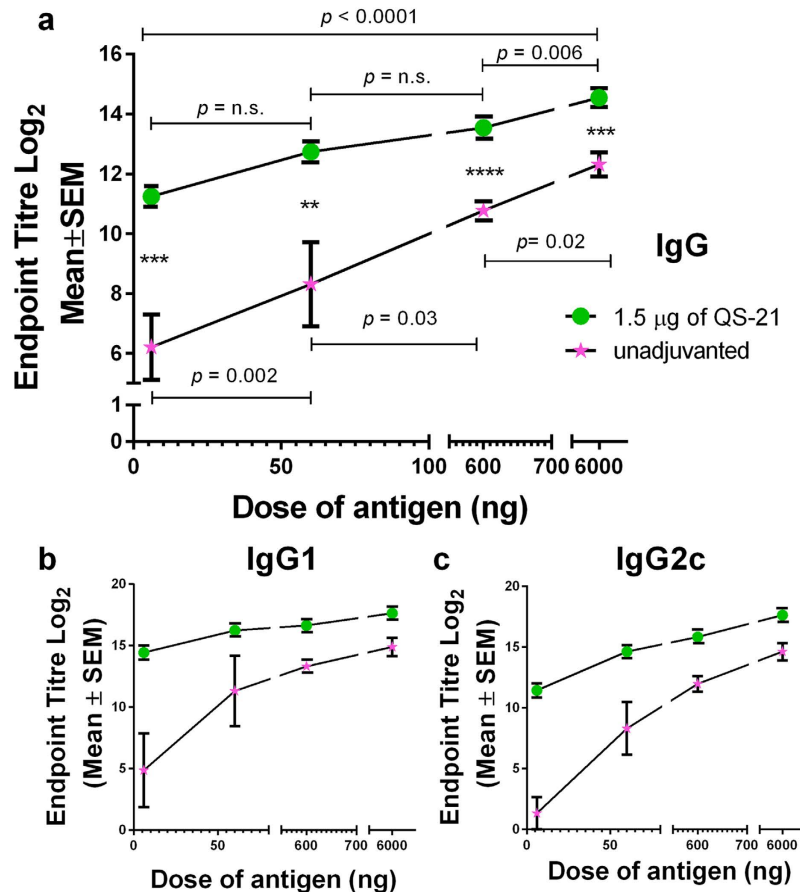 a
p < 0.0001
p = n.s.
p = n.s.
p = 0.006
Endpoint Titre Log2
Mean±SEM
16
14
12
10
8
6
1
0
***
**
****
***
p = 0.002
p = 0.03
p= 0.02
IgG
1.5 μg of QS-21
unadjuvanted
0 50 100 600 700 6000
Dose of antigen (ng)
b IgG1
Endpoint Titre Log2
(Mean ± SEM)
20
15
10
5
0
0 50 600 700 6000
Dose of antigen (ng)
c IgG2c
Endpoint Titre Log2
(Mean ± SEM)
20
15
10
5
0
0 50 600 700 6000
Dose of antigen (ng)